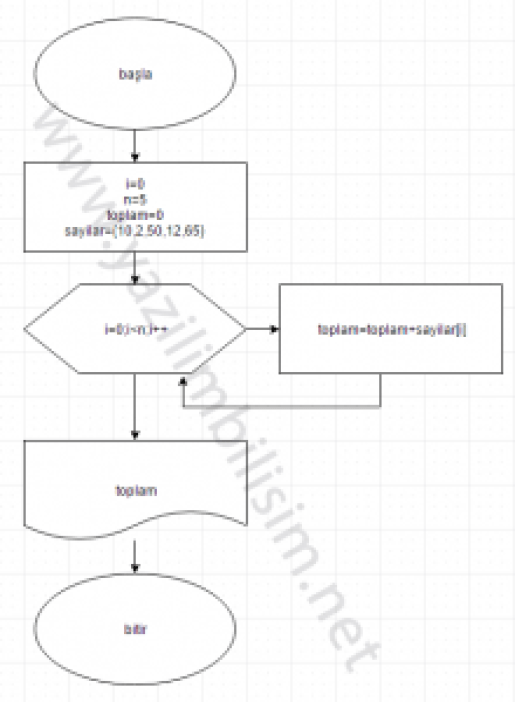 başla
i=0
n=5
toplam=0
sayilar={10,2,50,12,65}
i=0;i<n;i++
toplam=toplam+sayilar[i]
toplam
bitir
www.yazilimbilisim.net